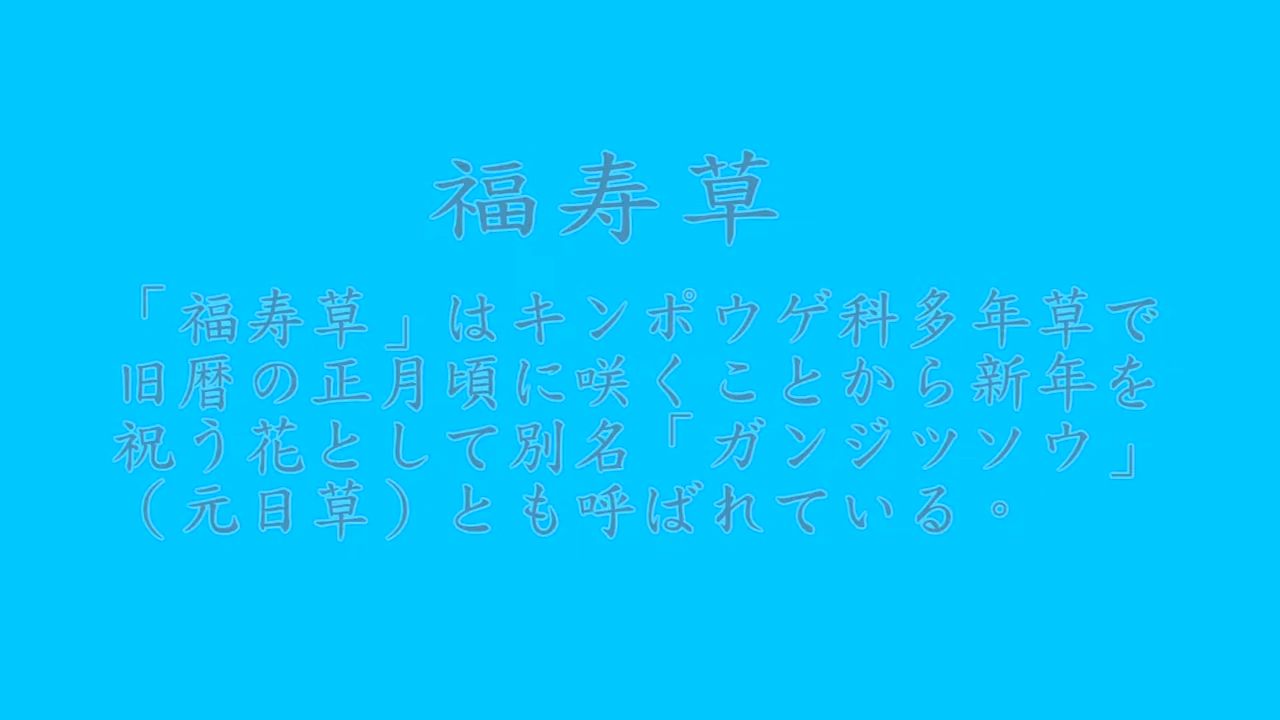 福寿草
「福寿草」はキンポウゲ科多年草で
旧暦の正月頃に咲くことから新年を
祝う花として別名「ガンジツソウ」
（元日草）とも呼ばれている。